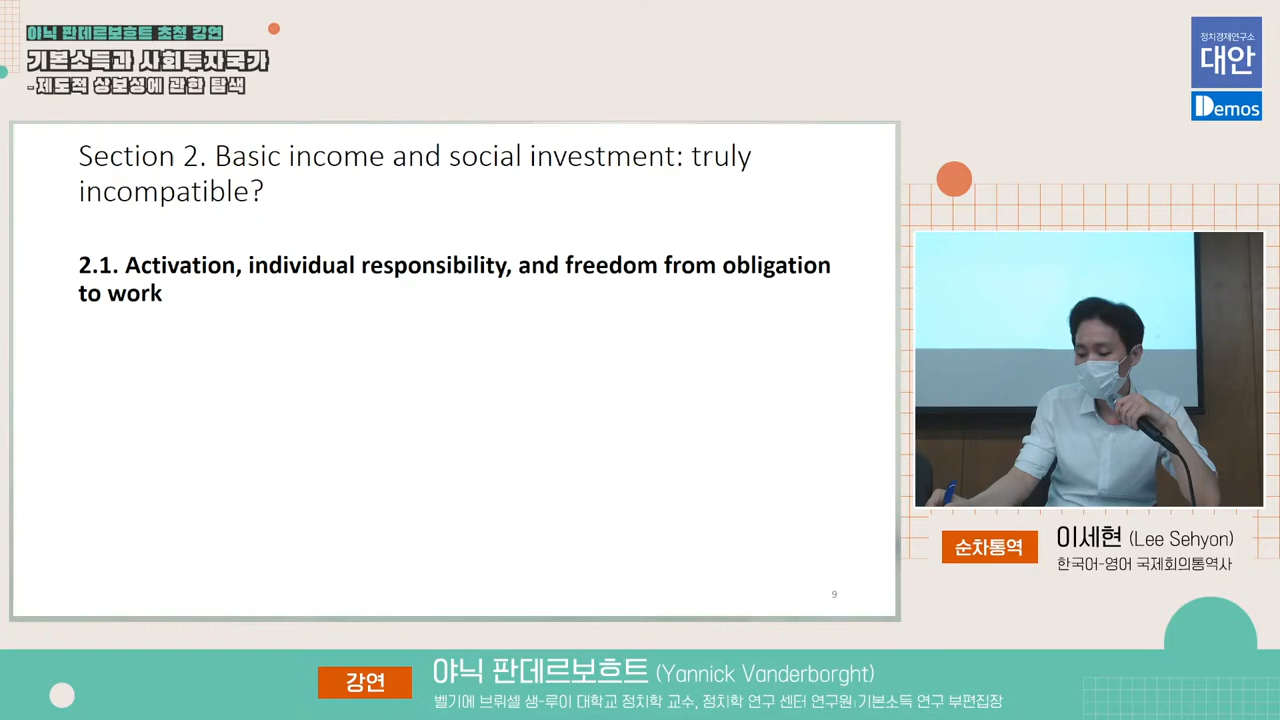 야닉 판데르보흐트 초청 강연
기본소득과 사회투자국가
-제도적 상보성에 관한 탐색
정치경제연구소
대안
Demos
Section 2. Basic income and social investment: truly
incompatible?
2.1. Activation, individual responsibility, and freedom from obligation
to work
9
순차통역
이세현 (Lee Sehyon)
한국어-영어 국제회의통역사
강연
야닉 판데르보흐트 (Yannick Vanderborght)
벨기에 브뤼셀 생-루이 대학교 정치학 교수, 정치학 연구 센터 연구원, 기본소득 연구 부편집장